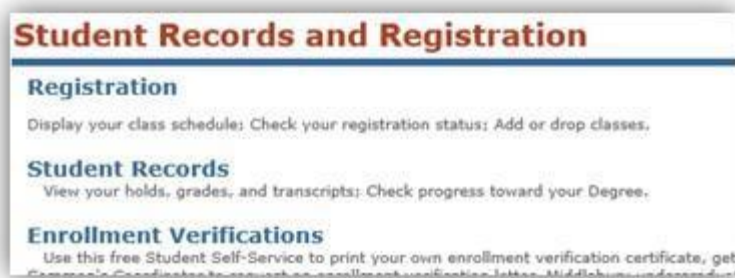 Student Records and Registration
Registration
Display your class schedule; Check your registration status; Add or drop classes.
Student Records
View your holds, grades, and transcripts; Check progress toward your Degree.
Enrollment Verifications
Use this free Student Self-Service to print your own enrollment verification certificate, get